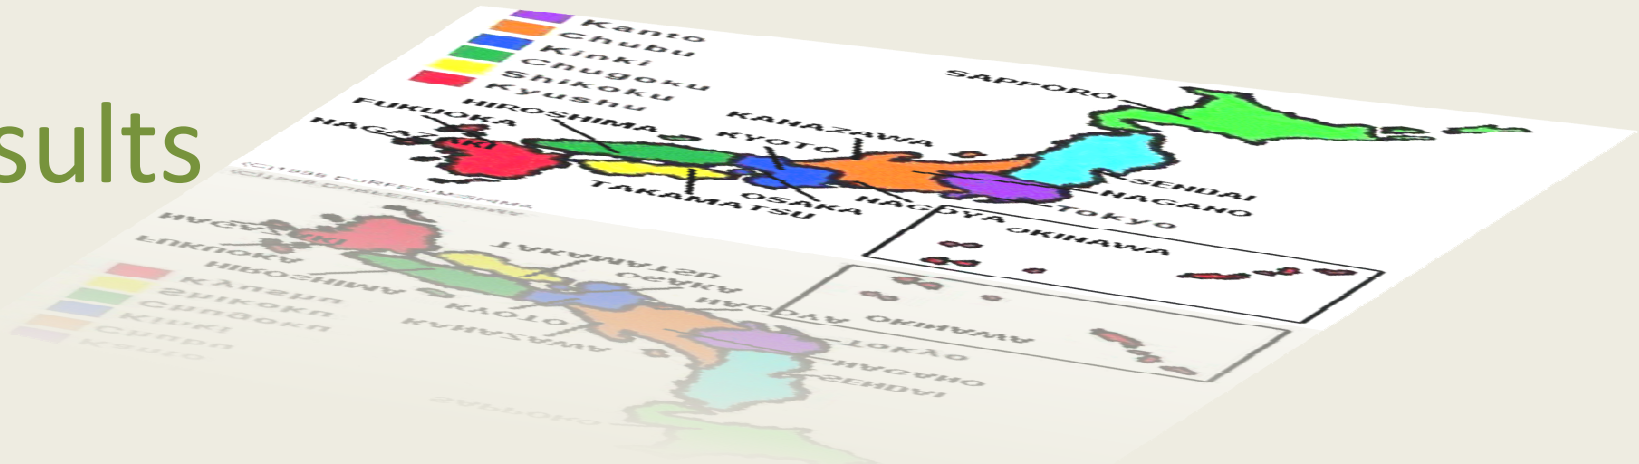 sults
Kanto
Chubu
Kinki
Chugoku
Shikoku
Kyushu
SAPPORO
FUKUOKA
HIROSHIMA
KANAZAWA
KYOTO
TAKAMATSU
OSAKA
NAGOYA
SENDAI
NAGANO
Tokyo
OKINAWA